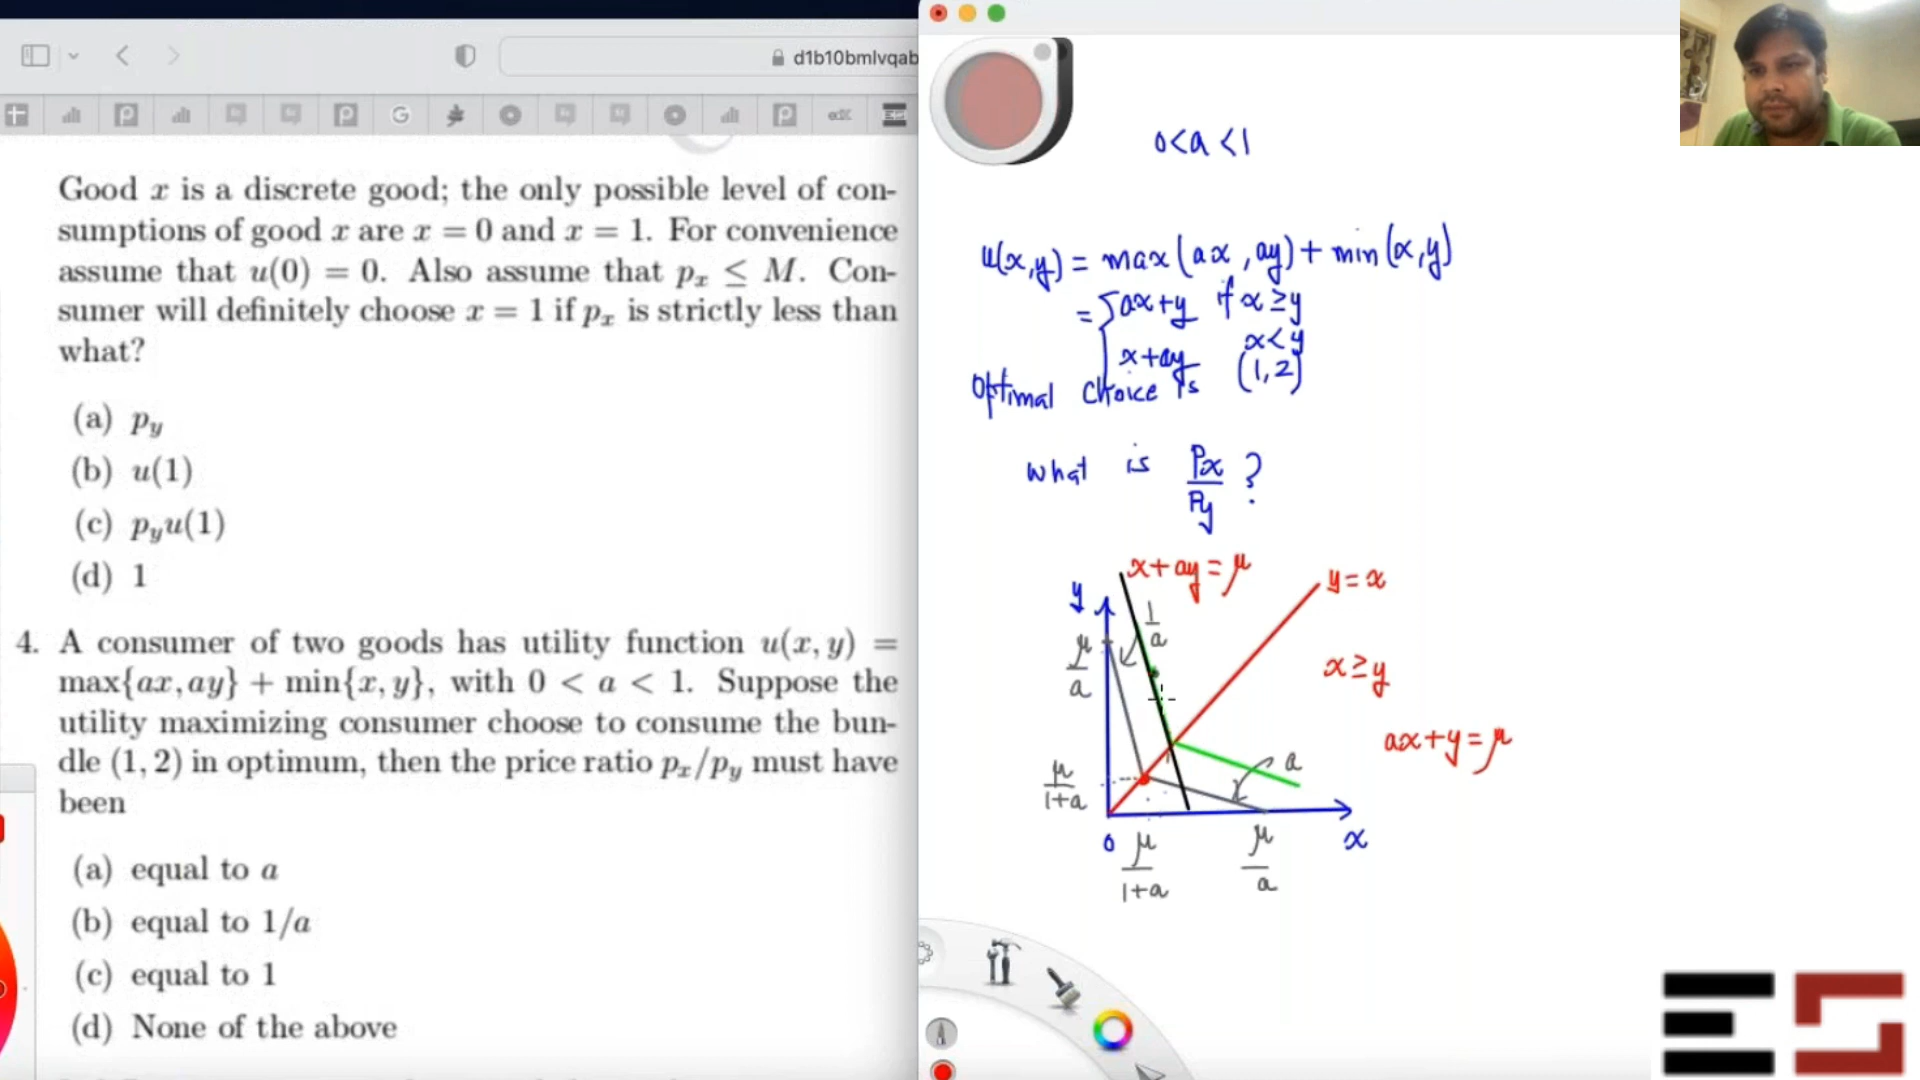 d1b10bmlvqab
Good x is a discrete good; the only possible level of con-
sumptions of good x are x = 0 and x = 1. For convenience
assume that u(0) = 0. Also assume that pₓ ≤ M. Con-
sumer will definitely choose x = 1 if pₓ is strictly less than
what?
(a) p_y
(b) u(1)
(c) p_y u(1)
(d) 1
4. A consumer of two goods has utility function u(x, y) =
max{ax, ay} + min{x, y}, with 0 < a < 1. Suppose the
utility maximizing consumer choose to consume the bun-
dle (1, 2) in optimum, then the price ratio pₓ/p_y must have
been
(a) equal to a
(b) equal to 1/a
(c) equal to 1
(d) None of the above
0<a<1
u(x,y) = max(ax, ay) + min(x,y)
= { ax+y if x ≥ y
x+ay x<y
Optimal choice is (1,2)
What is Px/Py ?
x+ay = μ
y = x
y
1/a
μ/a
x ≥ y
ax+y = μ
a
μ/1+a
0
μ/1+a
μ/a
x
ES